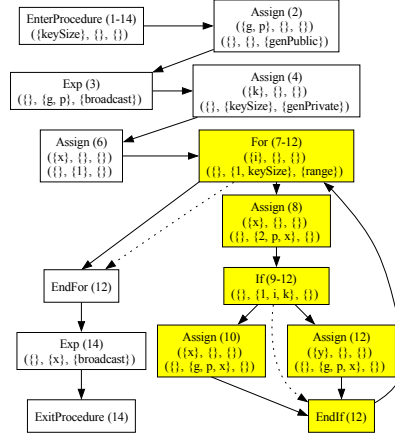 EnterProcedure (1-14)
({keySize}, {}, {})
Assign (2)
({g, p}, {}, {})
({}, {}, {genPublic})
Exp (3)
({}, {g, p}, {broadcast})
Assign (4)
({k}, {}, {})
({}, {keySize}, {genPrivate})
Assign (6)
({x}, {}, {})
({}, {1}, {})
For (7-12)
({i}, {}, {})
({}, {1, keySize}, {range})
Assign (8)
({x}, {}, {})
({}, {2, p, x}, {})
EndFor (12)
If (9-12)
({}, {1, i, k}, {})
Exp (14)
({}, {x}, {broadcast})
Assign (10)
({x}, {}, {})
({}, {g, p, x}, {})
Assign (12)
({y}, {}, {})
({}, {g, p, x}, {})
ExitProcedure (14)
EndIf (12)